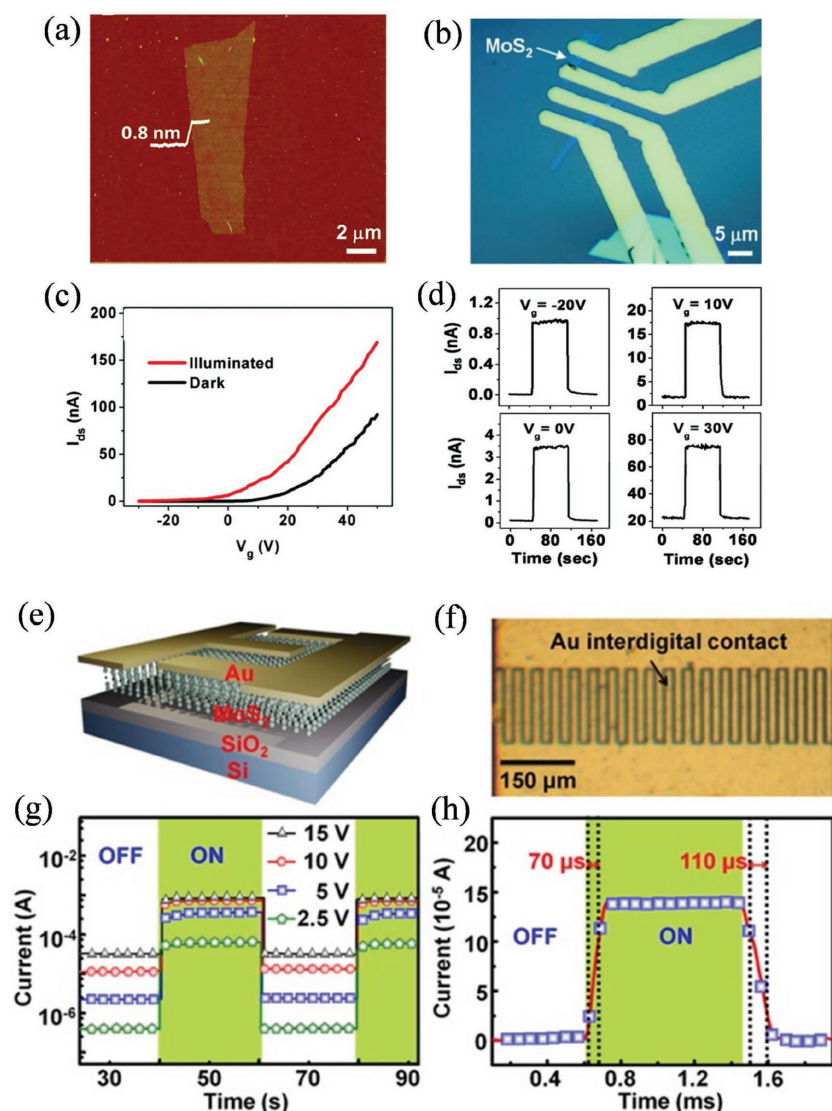 (a)
0.8 nm
2 μm
(b)
MoS2
5 μm
(c)
200
150
100
50
0
Ids (nA)
Illuminated
Dark
-20 0 20 40
Vg (V)
(d)
Vg = -20V
1.2
0.8
0.4
0.0
Ids (nA)
Vg = 10V
25
20
15
10
5
0
Vg = 0V
4
3
2
1
0
Ids (nA)
0 80 160
Time (sec)
Vg = 30V
100
80
60
40
20
0 80 160
Time (sec)
(e)
Au
MoS2
SiO2
Si
(f)
Au interdigital contact
150 μm
(g)
OFF ON
15 V
10 V
5 V
2.5 V
10-2
10-4
10-6
Current (A)
30 50 70 90
Time (s)
(h)
20
15
10
5
0
Current (10-5 A)
70 μs 110 μs
OFF ON
0.4 0.8 1.2 1.6
Time (ms)